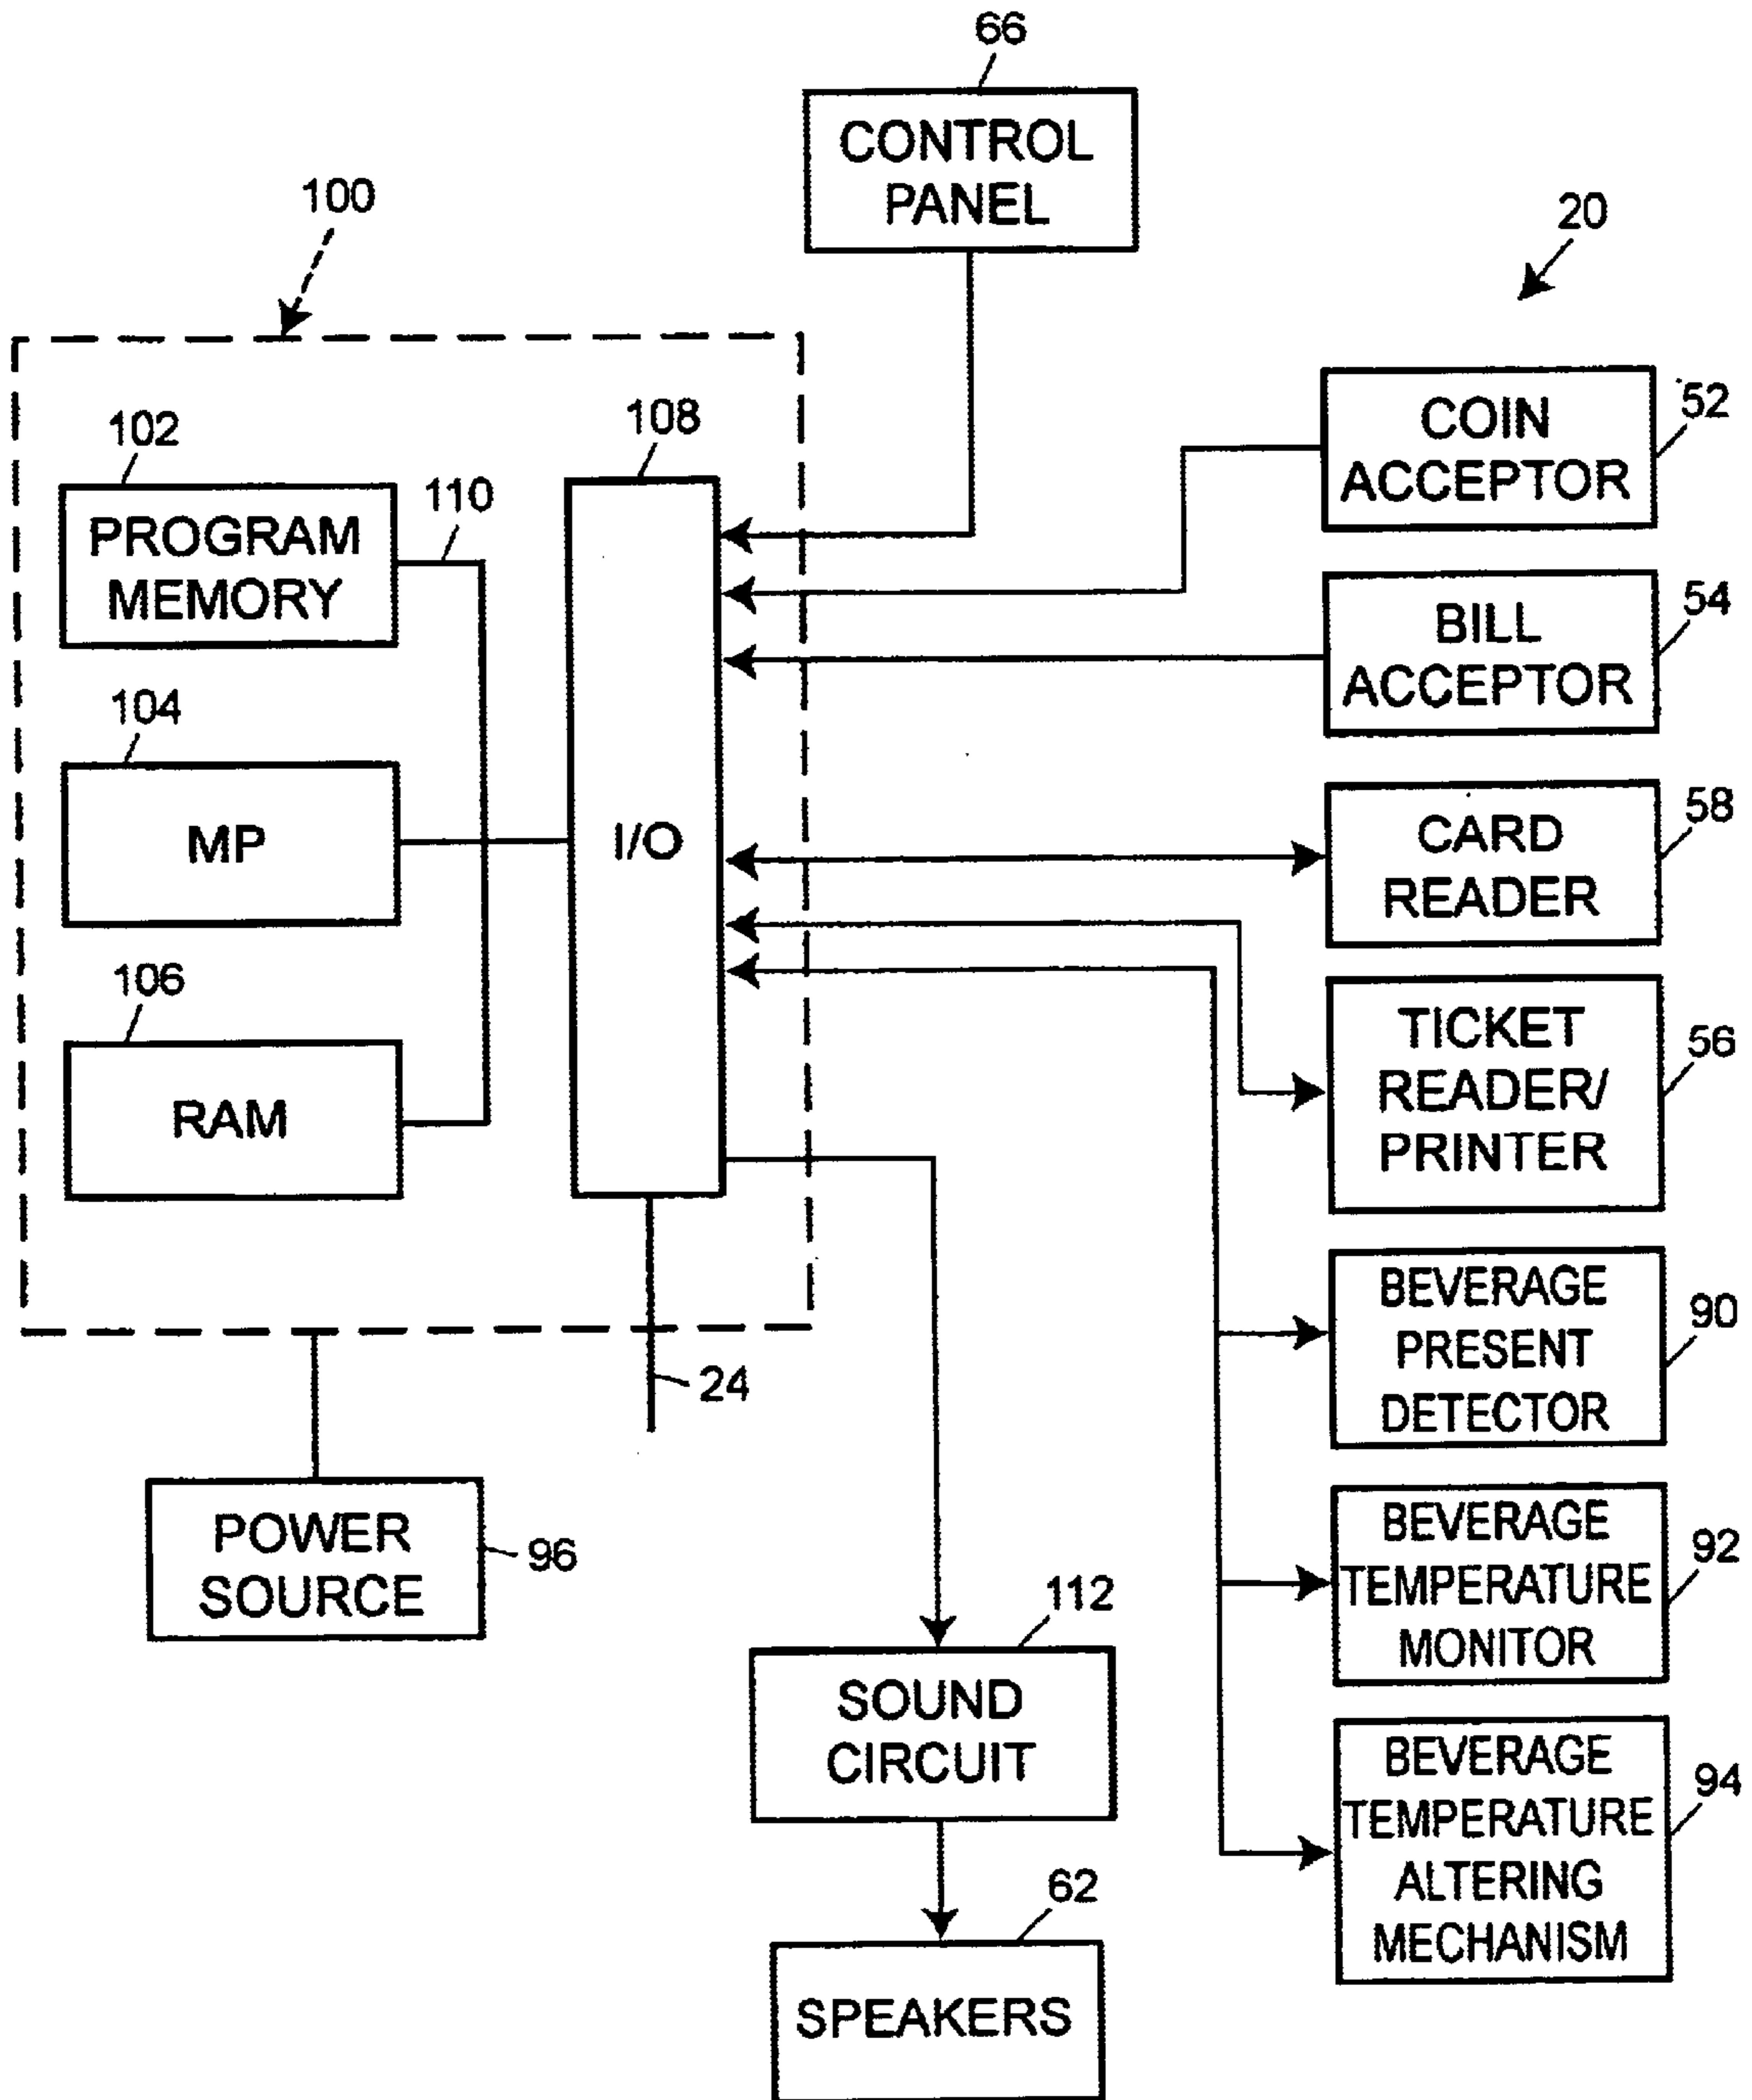 66
CONTROL
PANEL
100
20
102
PROGRAM
MEMORY
110
108
I/O
104
MP
106
RAM
24
POWER
SOURCE
96
COIN
ACCEPTOR
52
BILL
ACCEPTOR
54
CARD
READER
58
TICKET
READER/
PRINTER
56
BEVERAGE
PRESENT
DETECTOR
90
BEVERAGE
TEMPERATURE
MONITOR
92
BEVERAGE
TEMPERATURE
ALTERING
MECHANISM
94
112
SOUND
CIRCUIT
62
SPEAKERS